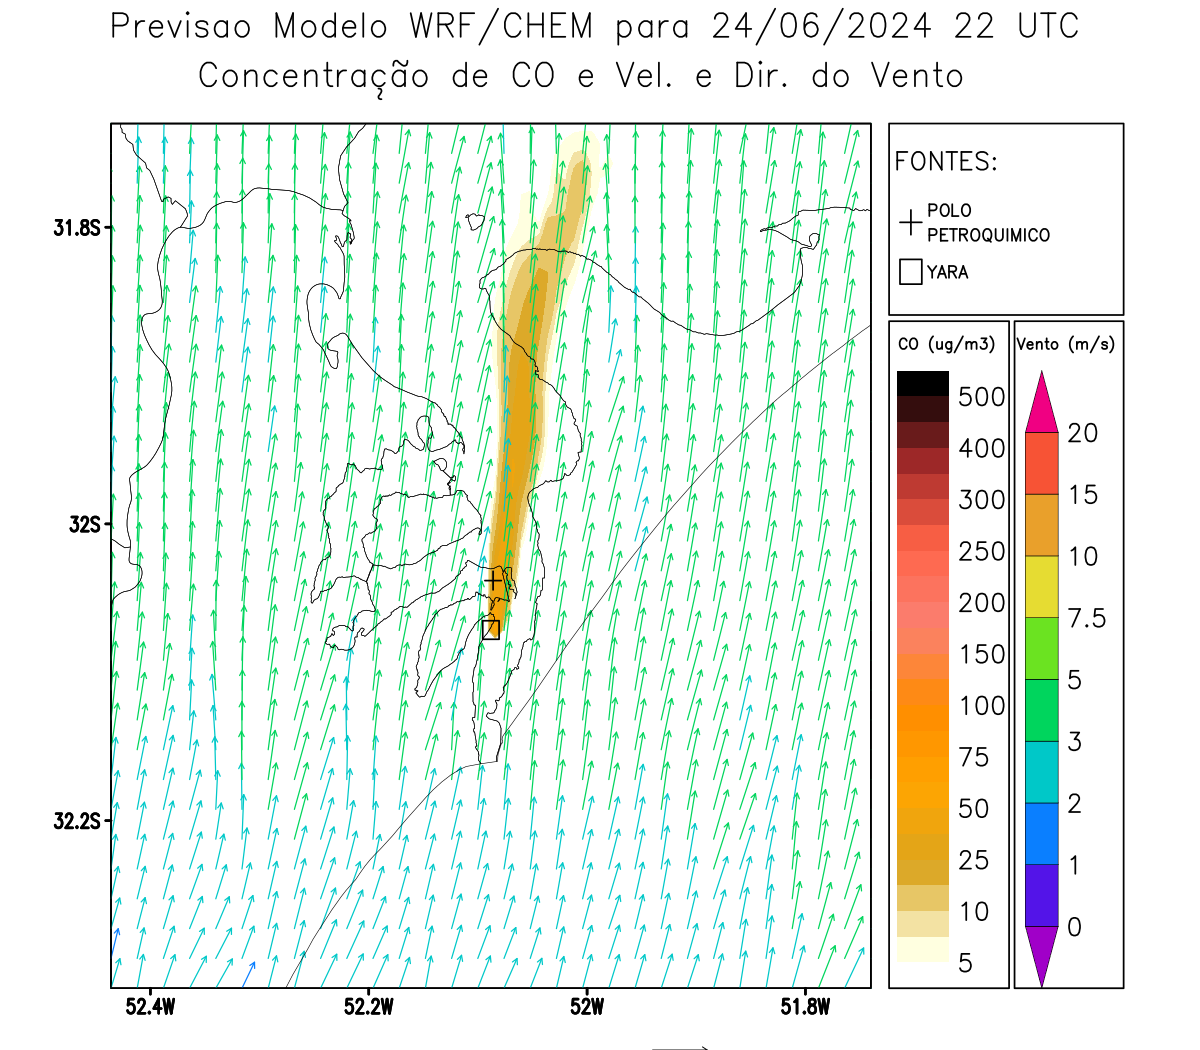 Previsao Modelo WRF/CHEM para 24/06/2024 22 UTC
Concentração de CO e Vel. e Dir. do Vento
FONTES:
POLO
PETROQUIMICO
YARA
31.8S
32S
32.2S
52.4W
52.2W
52W
51.8W
CO (ug/m3)
500
400
300
250
200
150
100
75
50
25
10
5
Vento (m/s)
20
15
10
7.5
5
3
2
1
0